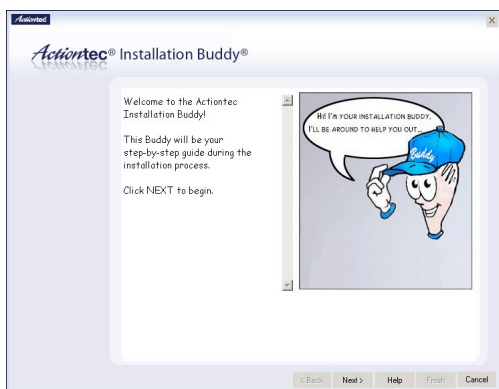 Actiontec
Actiontec® Installation Buddy®
Welcome to the Actiontec
Installation Buddy!
This Buddy will be your
step-by-step guide during the
installation process.
Click NEXT to begin.
HI! I'M YOUR INSTALLATION BUDDY,
I'LL BE AROUND TO HELP YOU OUT...
Buddy
< Back Next > Help Finish Cancel